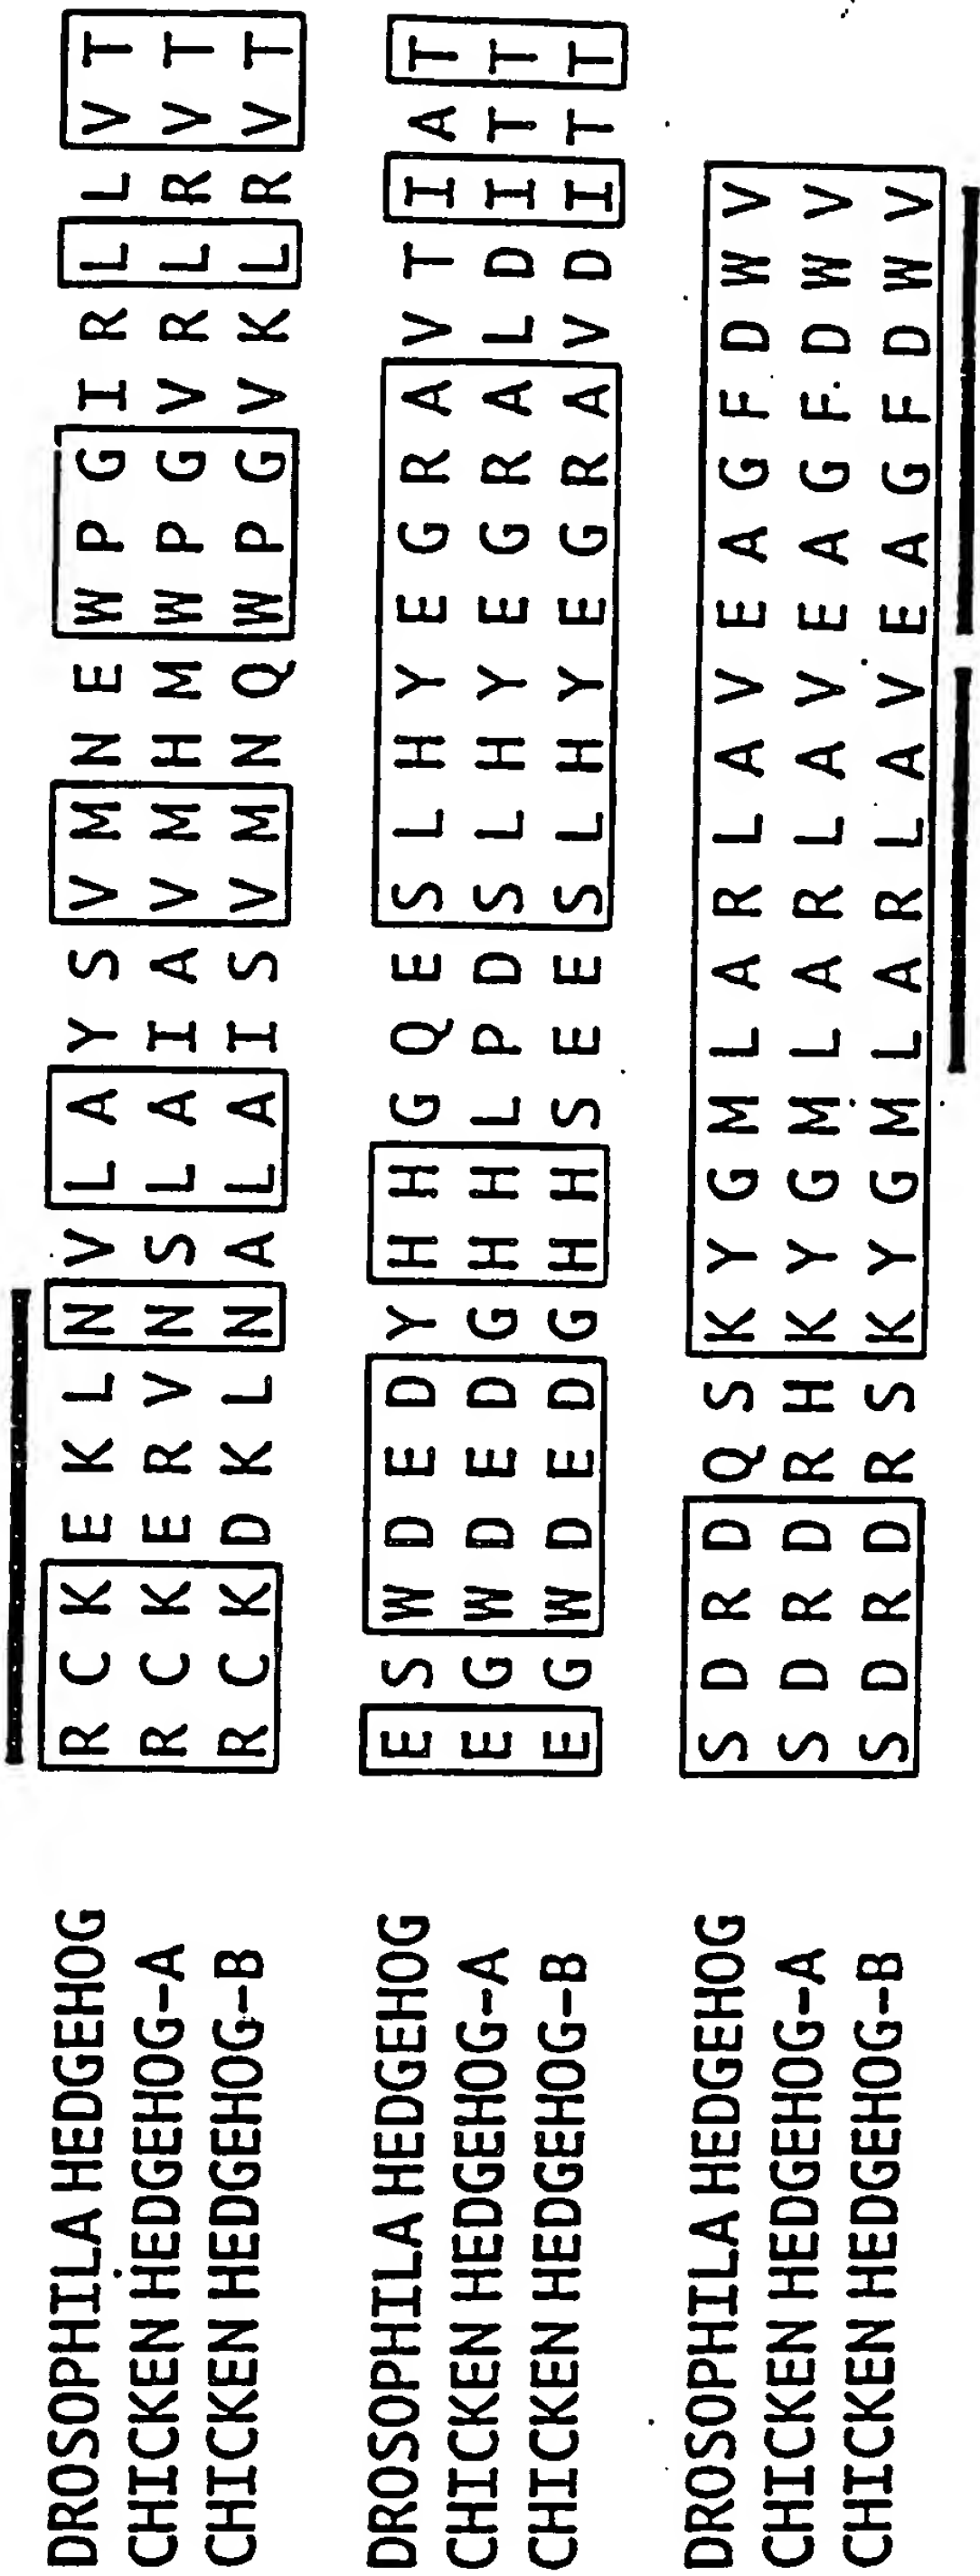 DROSOPHILA HEDGEHOG R C K E K L N V L A Y S V M N E W P G I R L L V T
CHICKEN HEDGEHOG-A R C K E R V N S L A I A V M H M W P G V R L R V T
CHICKEN HEDGEHOG-B R C K D K L N A L A I S V M N Q W P G V K L R V T
DROSOPHILA HEDGEHOG E S W D E D Y H H G Q E S L H Y E G R A V T I A T
CHICKEN HEDGEHOG-A E G W D E D G H H L P D S L H Y E G R A L D I T T
CHICKEN HEDGEHOG-B E G W D E D G H H S E E S L H Y E G R A V D I T T
DROSOPHILA HEDGEHOG S D R D Q S K Y G M L A R L A V E A G F D W V
CHICKEN HEDGEHOG-A S D R D R H K Y G M L A R L A V E A G F D W V
CHICKEN HEDGEHOG-B S D R D R S K Y G M L A R L A V E A G F D W V